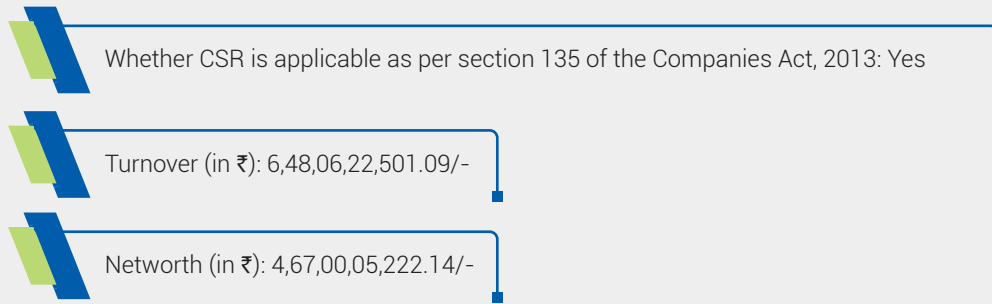 Whether CSR is applicable as per section 135 of the Companies Act, 2013: Yes
Turnover (in ₹): 6,48,06,22,501.09/-
Networth (in ₹): 4,67,00,05,222.14/-